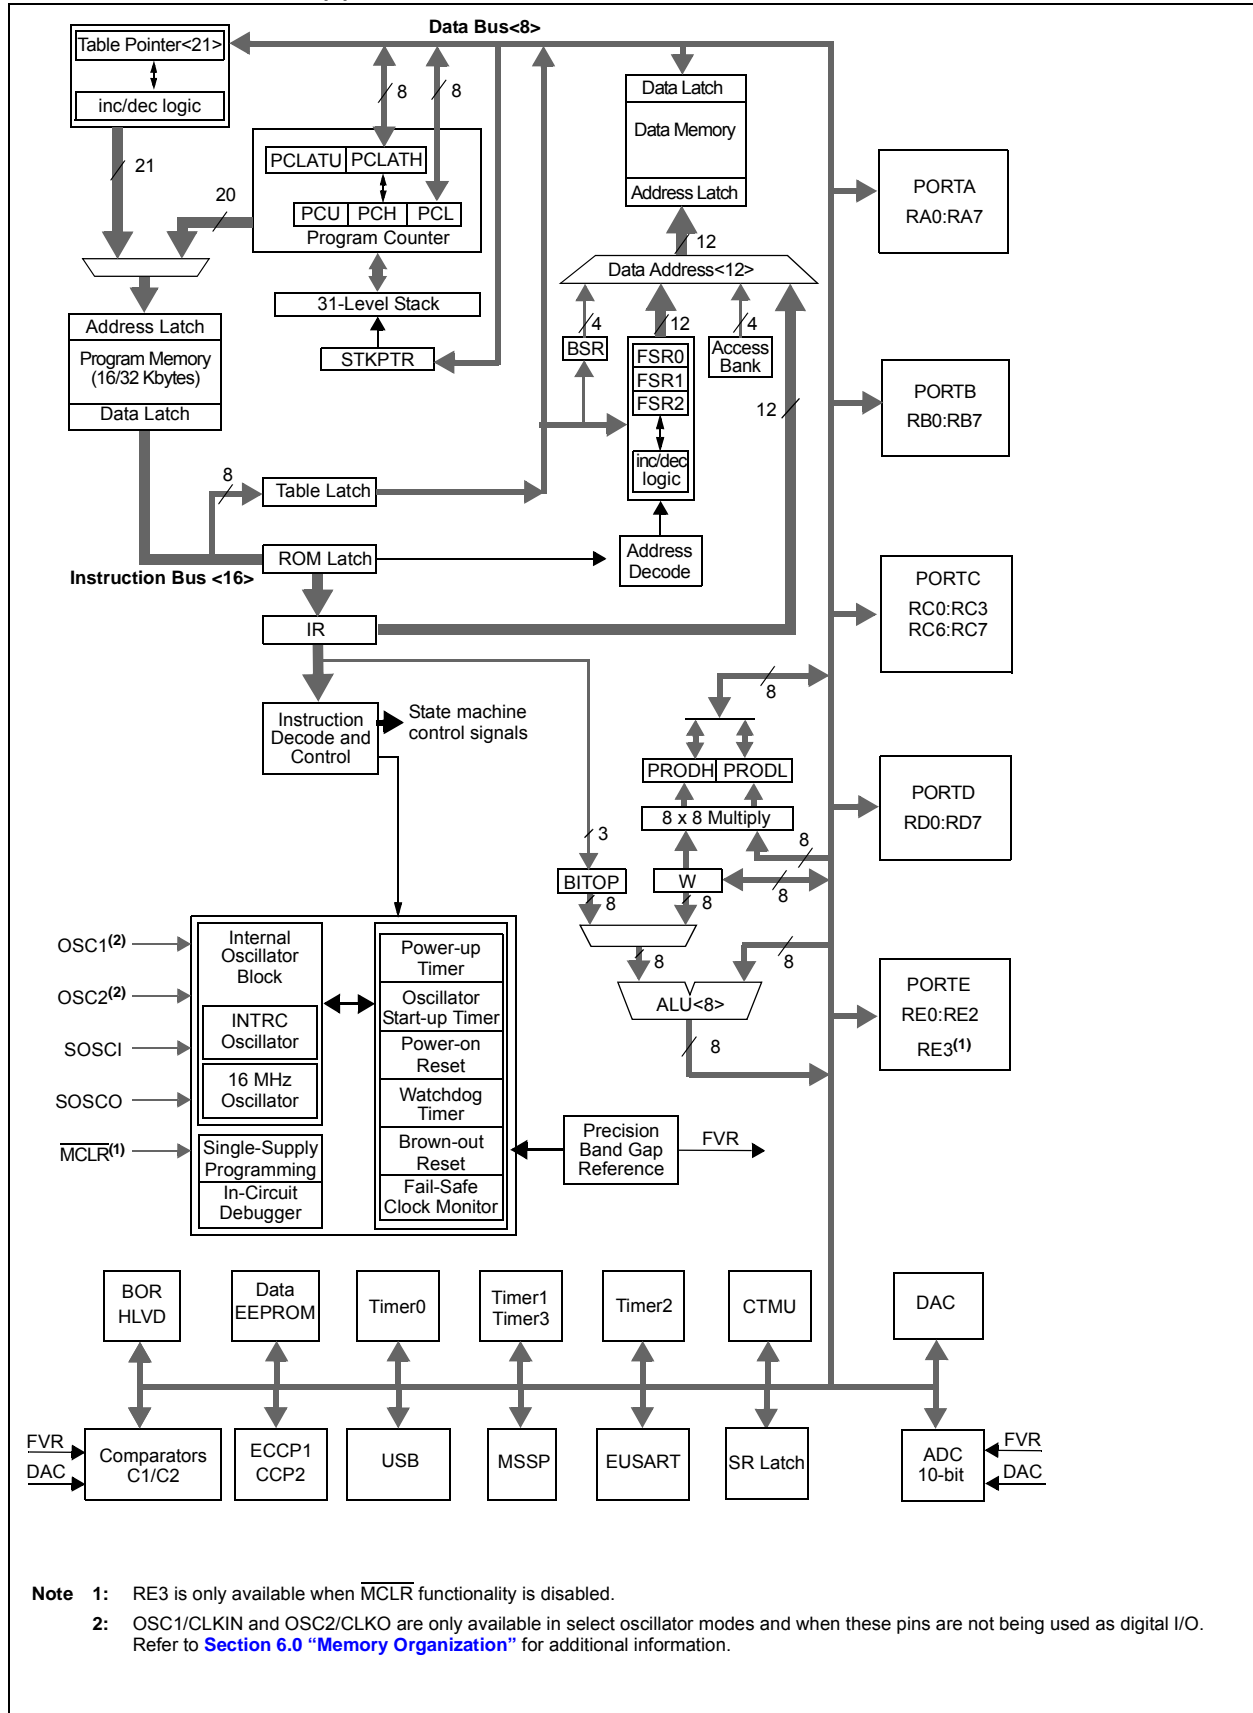 Data Bus<8>
Table Pointer<21>
inc/dec logic
21
20
8
8
PCLATU PCLATH
PCU PCH PCL
Program Counter
31-Level Stack
STKPTR
Data Latch
Data Memory
Address Latch
12
Data Address<12>
4
12
4
BSR
FSR0
FSR1
FSR2
inc/dec
logic
Access
Bank
12
Address
Decode
Address Latch
Program Memory
(16/32 Kbytes)
Data Latch
8
Table Latch
ROM Latch
Instruction Bus <16>
IR
Instruction
Decode and
Control
State machine
control signals
8
PRODH PRODL
8 x 8 Multiply
3
8
BITOP
W
8
8
8
8
8
ALU<8>
8
PORTA
RA0:RA7
PORTB
RB0:RB7
PORTC
RC0:RC3
RC6:RC7
PORTD
RD0:RD7
PORTE
RE0:RE2
RE3(1)
OSC1(2)
OSC2(2)
SOSCI
SOSCO
MCLR(1)
Internal
Oscillator
Block
INTRC
Oscillator
16 MHz
Oscillator
Single-Supply
Programming
In-Circuit
Debugger
Power-up
Timer
Oscillator
Start-up Timer
Power-on
Reset
Watchdog
Timer
Brown-out
Reset
Fail-Safe
Clock Monitor
Precision
Band Gap
Reference
FVR
BOR
HLVD
Data
EEPROM
Timer0
Timer1
Timer3
Timer2
CTMU
DAC
FVR
DAC
Comparators
C1/C2
ECCP1
CCP2
USB
MSSP
EUSART
SR Latch
ADC
10-bit
FVR
DAC
Note 1: RE3 is only available when MCLR functionality is disabled.
2: OSC1/CLKIN and OSC2/CLKO are only available in select oscillator modes and when these pins are not being used as digital I/O.
Refer to Section 6.0 “Memory Organization” for additional information.